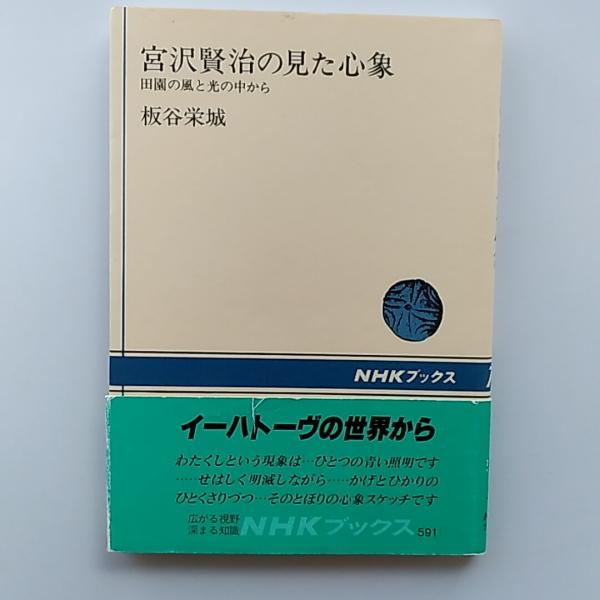 宮沢賢治の見た心象
田園の風と光の中から
板谷栄城
NHKブックス
イーハトーヴの世界から
わたくしという現象は…ひとつの青い照明です
……せはしく明滅しながら……かげとひかりの
ひとくさりづつ…そのとほりの心象スケッチです
広がる視野
深まる知識
NHKブックス
591